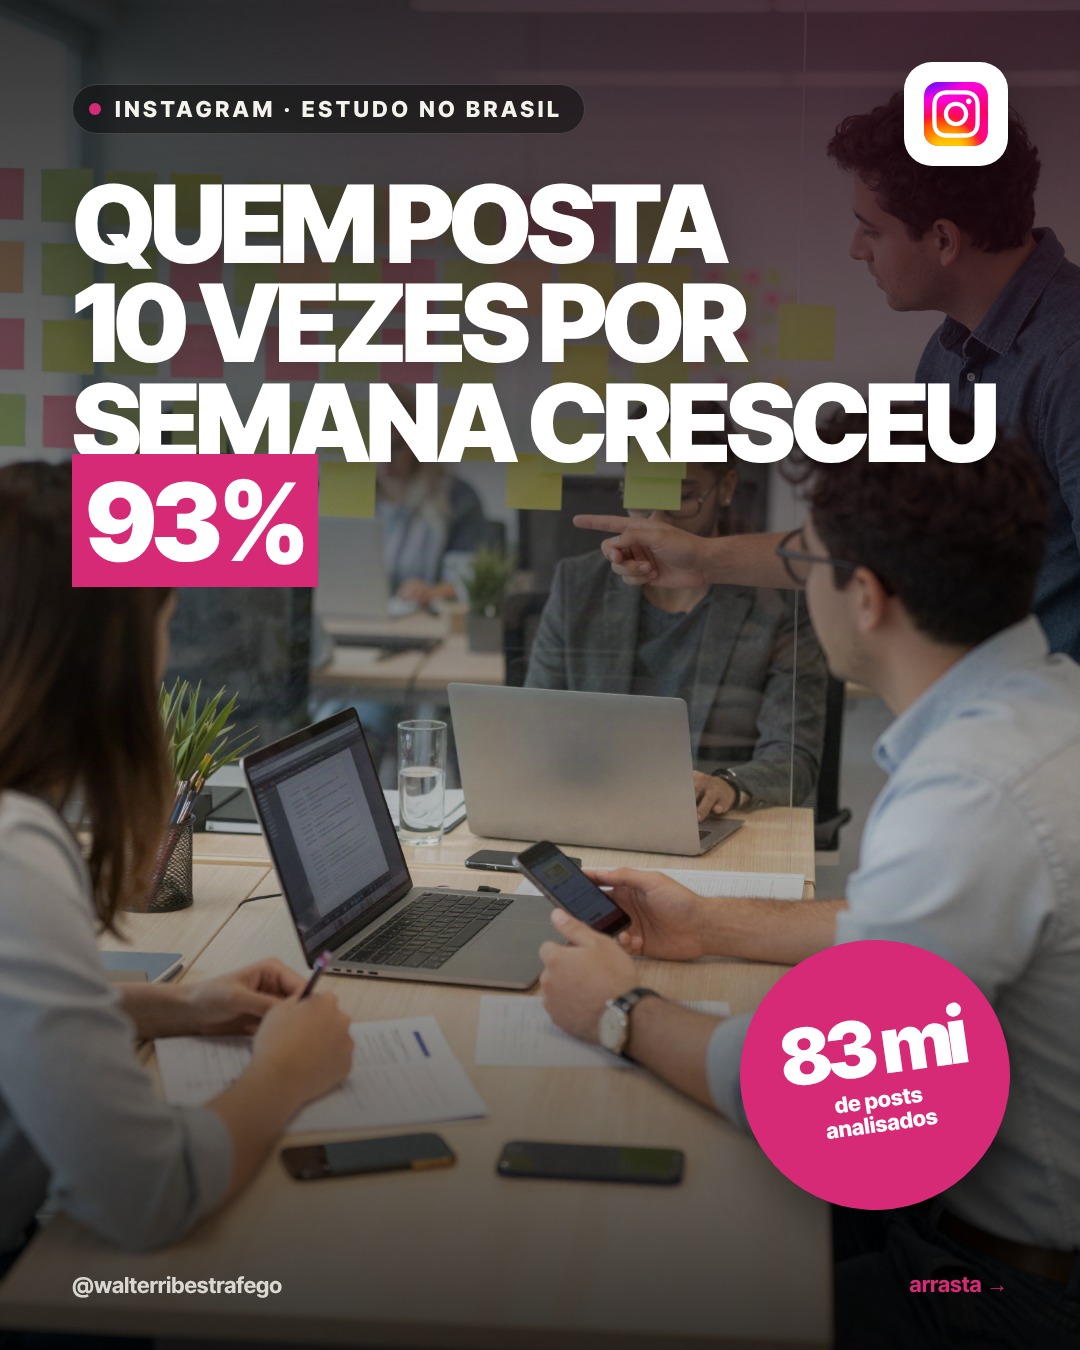 INSTAGRAM · ESTUDO NO BRASIL
QUEM POSTA
10 VEZES POR
SEMANA CRESCEU
93%
83 mi
de posts
analisados
@walterribestrafego
arrasta →